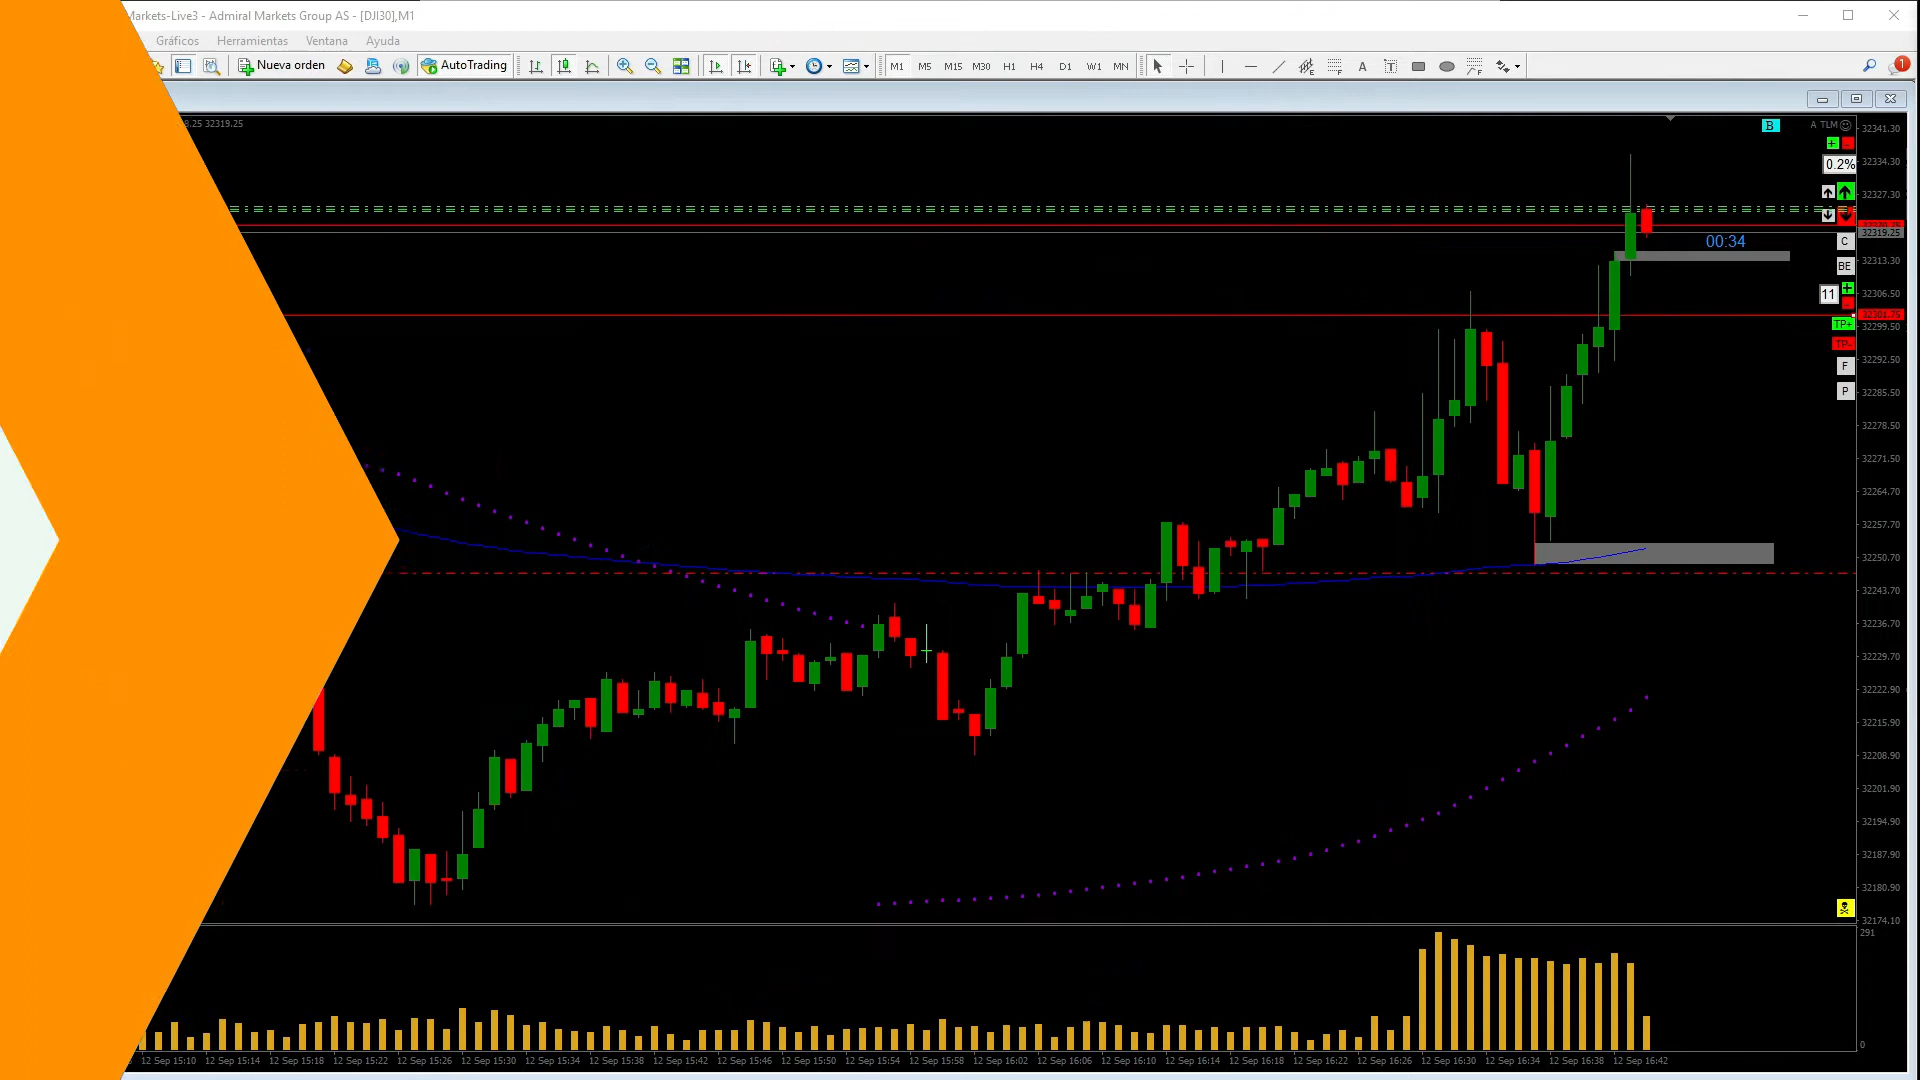 Markets-Live3 - Admiral Markets Group AS - [DJI30],M1
Gráficos Herramientas Ventana Ayuda
Nueva orden AutoTrading M1 M5 M15 M30 H1 H4 D1 W1 MN A T 1
8.25 32319.25
B A TLM
32341.30
0.2%
32334.30
32327.30
32319.25
00:34
C
32313.30
BE
32306.50
11
32301.75
TP+
32299.50
TP-
32292.50
F
32285.50
P
32278.50
32271.50
32264.70
32257.70
32250.70
32243.70
32236.70
32229.70
32222.90
32215.90
32208.90
32201.90
32194.90
32187.90
32180.90
32174.10
291
0
12 Sep 15:10 12 Sep 15:14 12 Sep 15:18 12 Sep 15:22 12 Sep 15:26 12 Sep 15:30 12 Sep 15:34 12 Sep 15:38 12 Sep 15:42 12 Sep 15:46 12 Sep 15:50 12 Sep 15:54 12 Sep 15:58 12 Sep 16:02 12 Sep 16:06 12 Sep 16:10 12 Sep 16:14 12 Sep 16:18 12 Sep 16:22 12 Sep 16:26 12 Sep 16:30 12 Sep 16:34 12 Sep 16:38 12 Sep 16:42